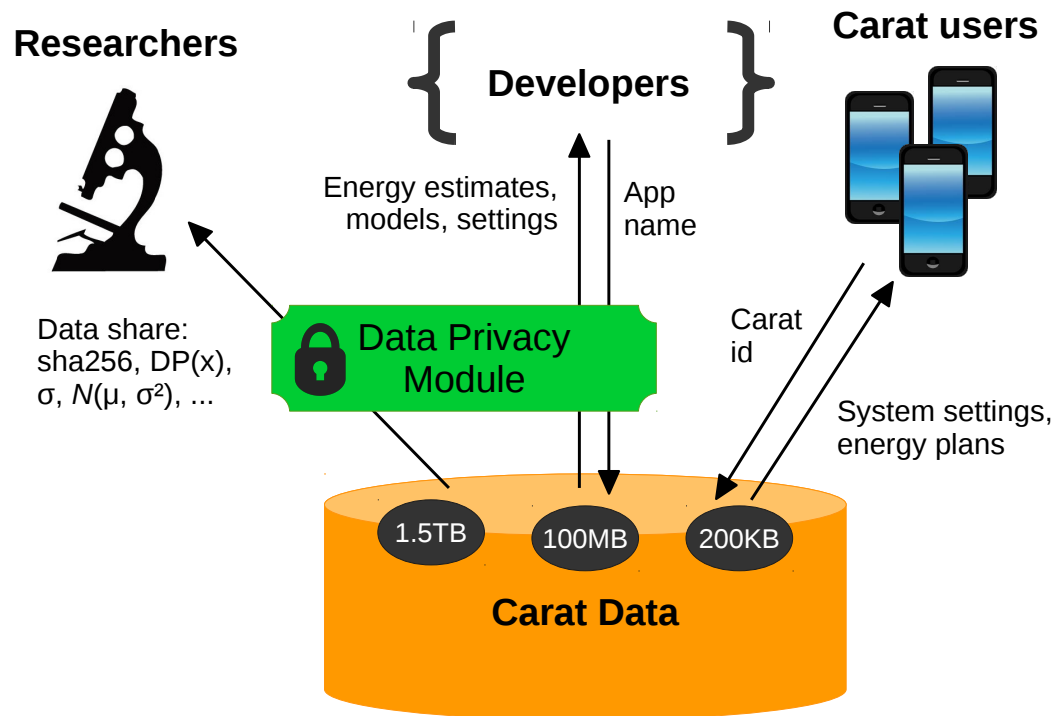 Researchers
Developers
Carat users
Energy estimates,
models, settings
App
name
Data share:
sha256, DP(x),
σ, N(μ, σ²), ...
Data Privacy
Module
Carat
id
System settings,
energy plans
1.5TB
100MB
200KB
Carat Data